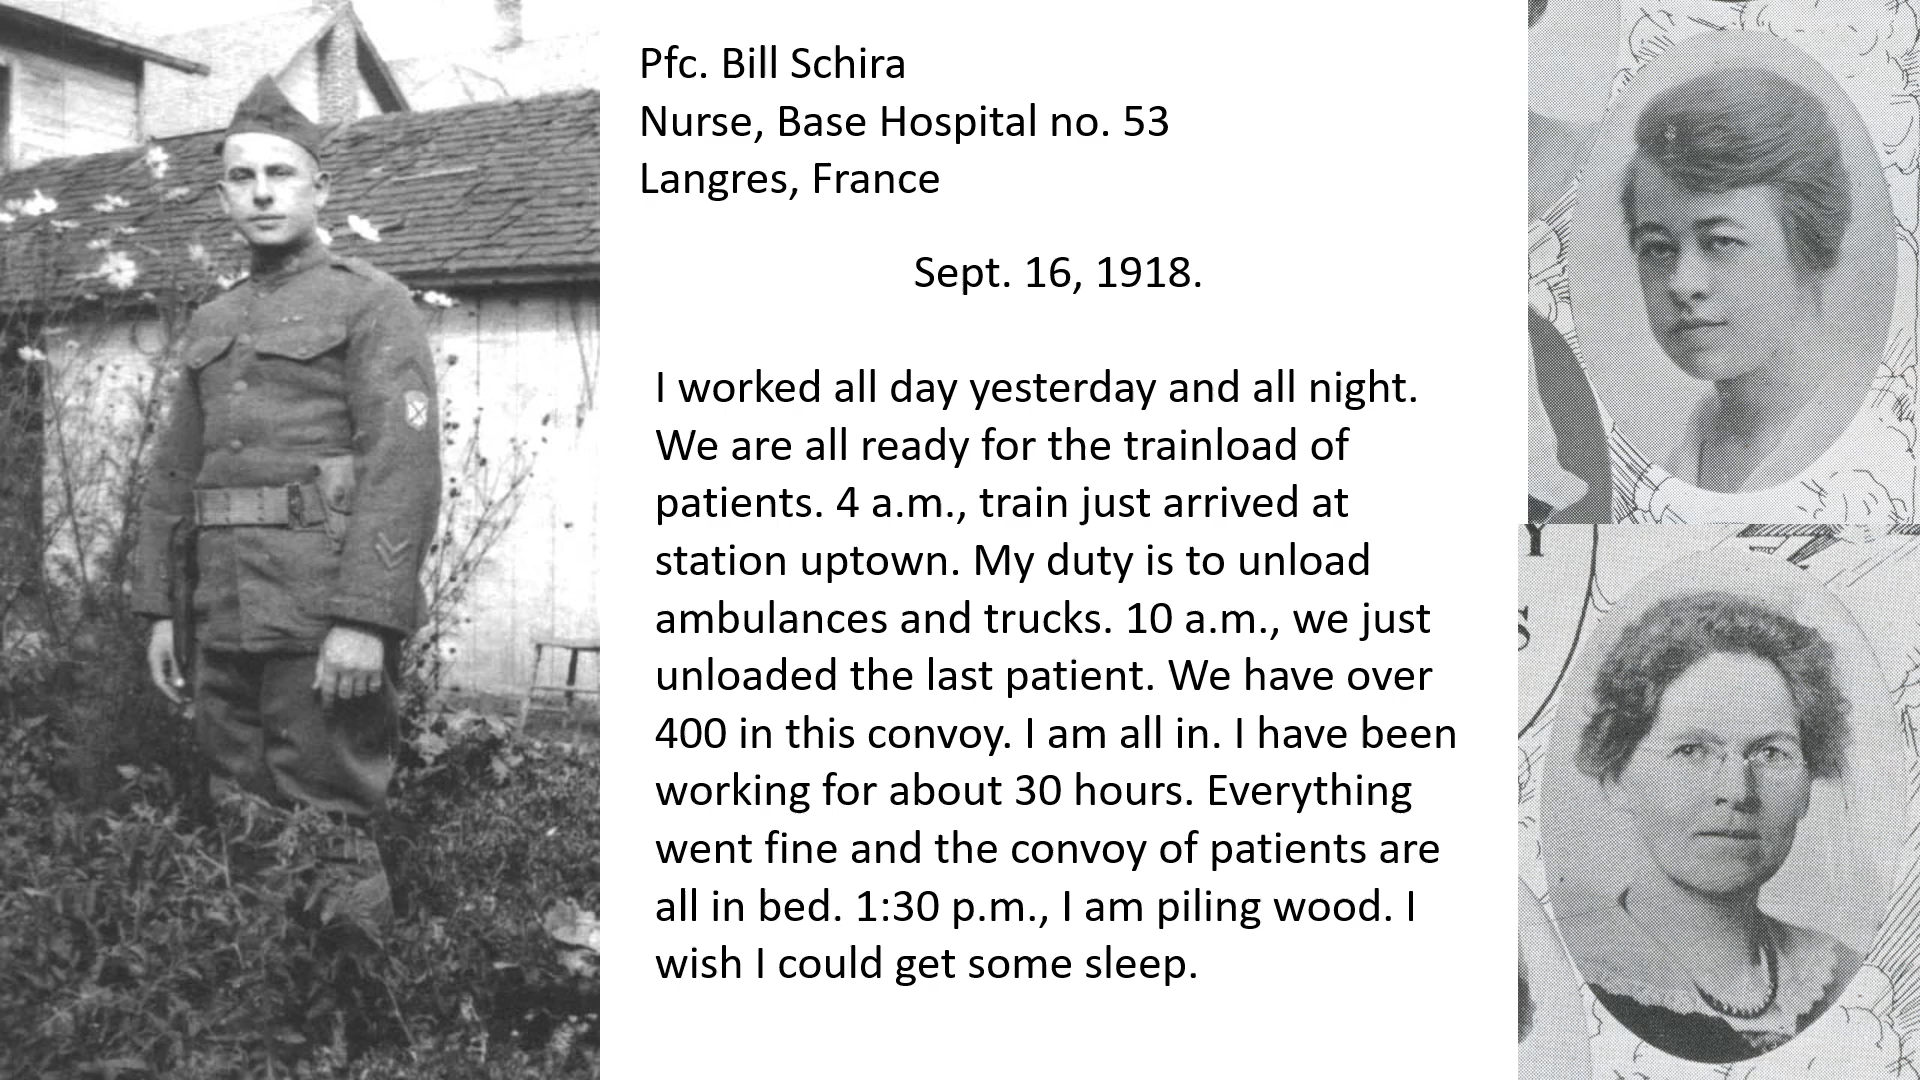 Pfc. Bill Schira
Nurse, Base Hospital no. 53
Langres, France
Sept. 16, 1918.
I worked all day yesterday and all night.
We are all ready for the trainload of
patients. 4 a.m., train just arrived at
station uptown. My duty is to unload
ambulances and trucks. 10 a.m., we just
unloaded the last patient. We have over
400 in this convoy. I am all in. I have been
working for about 30 hours. Everything
went fine and the convoy of patients are
all in bed. 1:30 p.m., I am piling wood. I
wish I could get some sleep.
Y
S